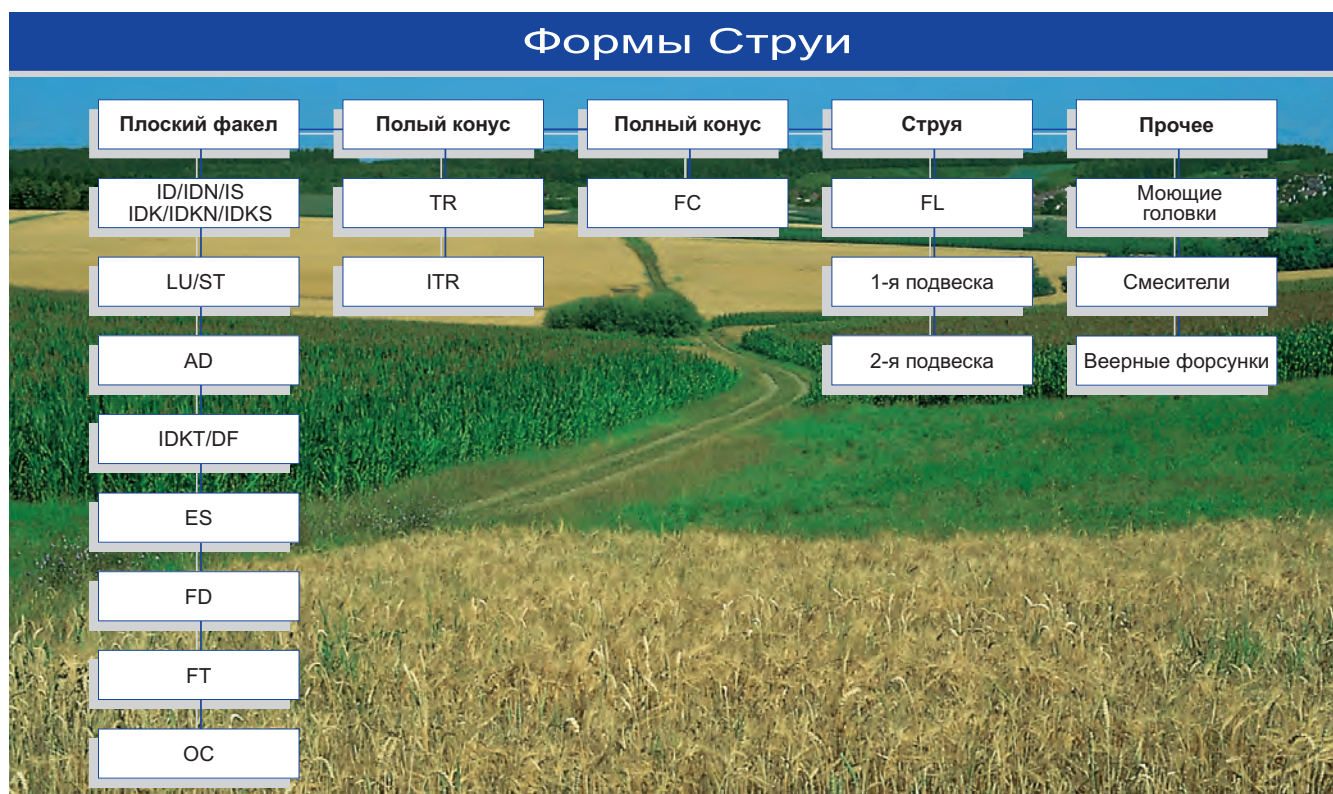 Формы Струи
Плоский факел
Полый конус
Полный конус
Струя
Прочее
ID/IDN/IS
IDK/IDKN/IDKS
TR
FC
FL
Моющие
головки
LU/ST
ITR
1-я подвеска
Смесители
AD
2-я подвеска
Веерные форсунки
IDKT/DF
ES
FD
FT
OC